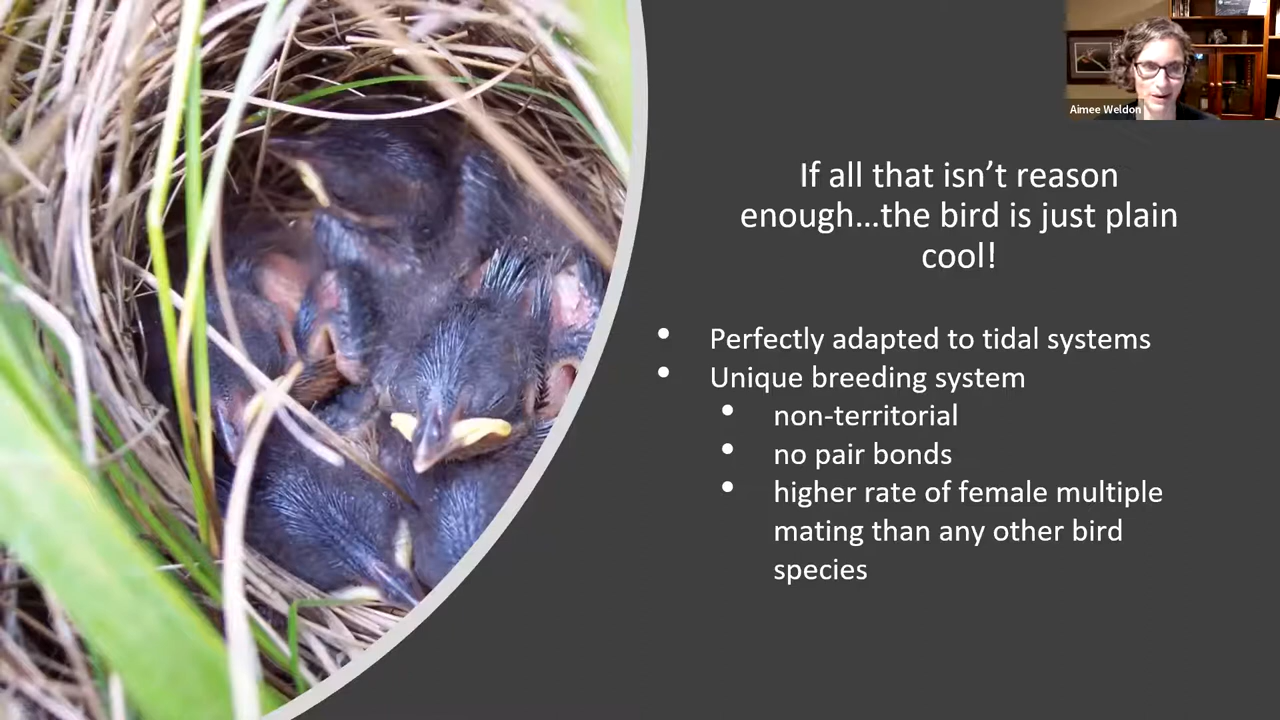 Aimee Weldon
If all that isn’t reason
enough...the bird is just plain
cool!
• Perfectly adapted to tidal systems
• Unique breeding system
• non-territorial
• no pair bonds
• higher rate of female multiple
mating than any other bird
species